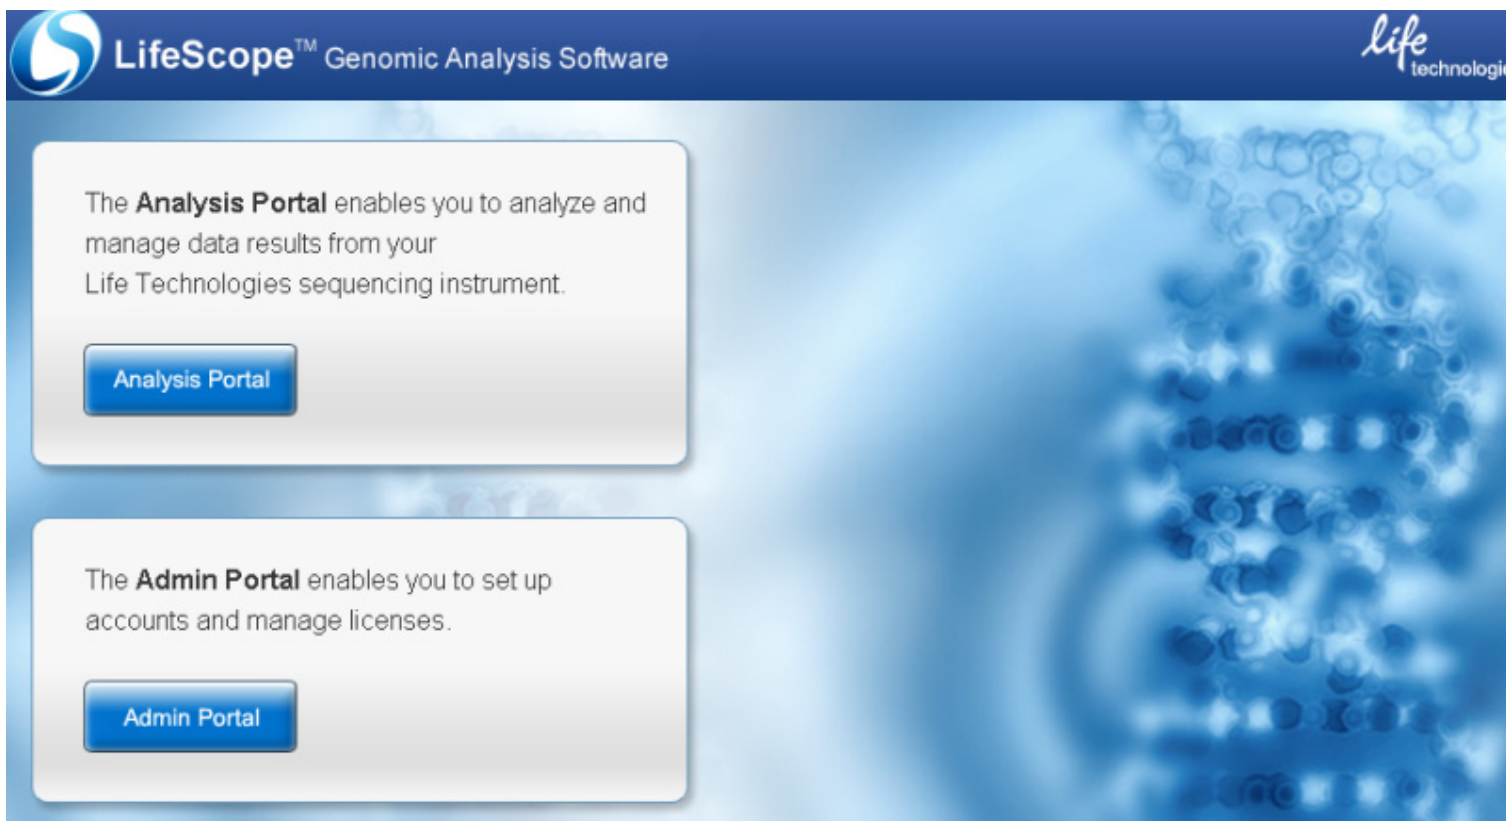 LifeScope™ Genomic Analysis Software
life
technologie
The Analysis Portal enables you to analyze and
manage data results from your
Life Technologies sequencing instrument.
Analysis Portal
The Admin Portal enables you to set up
accounts and manage licenses.
Admin Portal